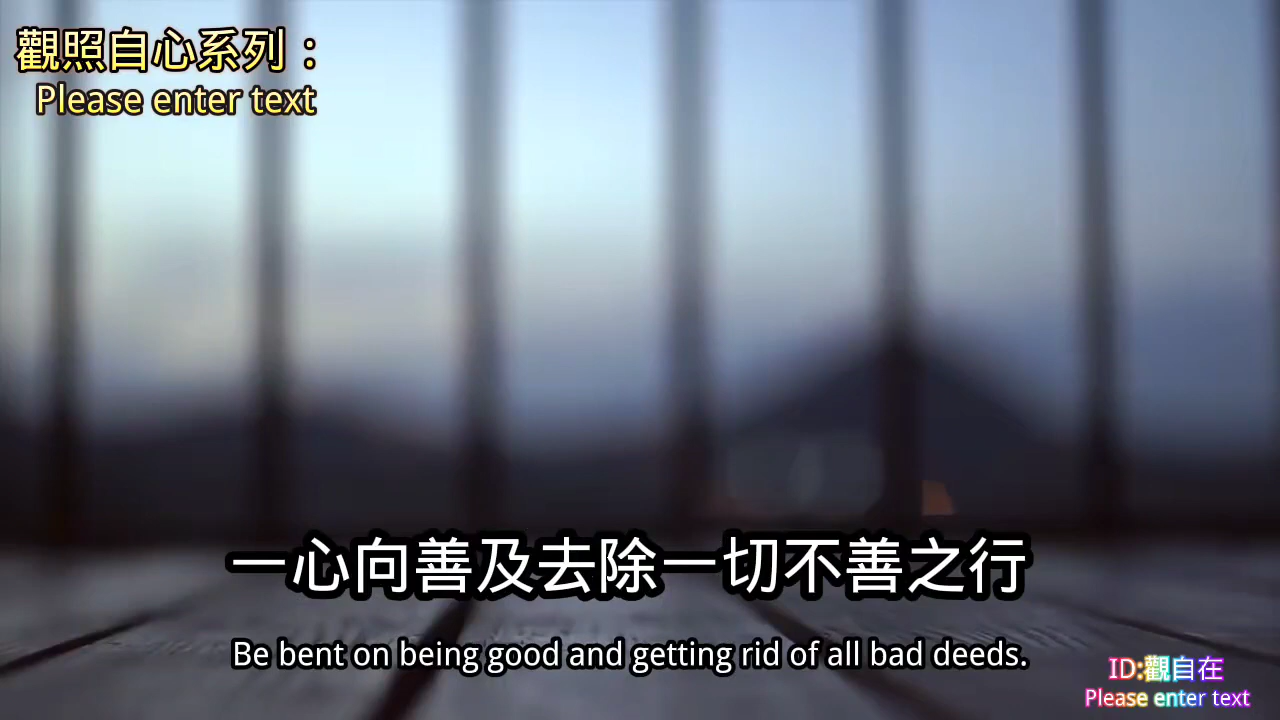 觀照自心系列：
Please enter text
一心向善及去除一切不善之行
Be bent on being good and getting rid of all bad deeds.
ID:觀自在
Please enter text